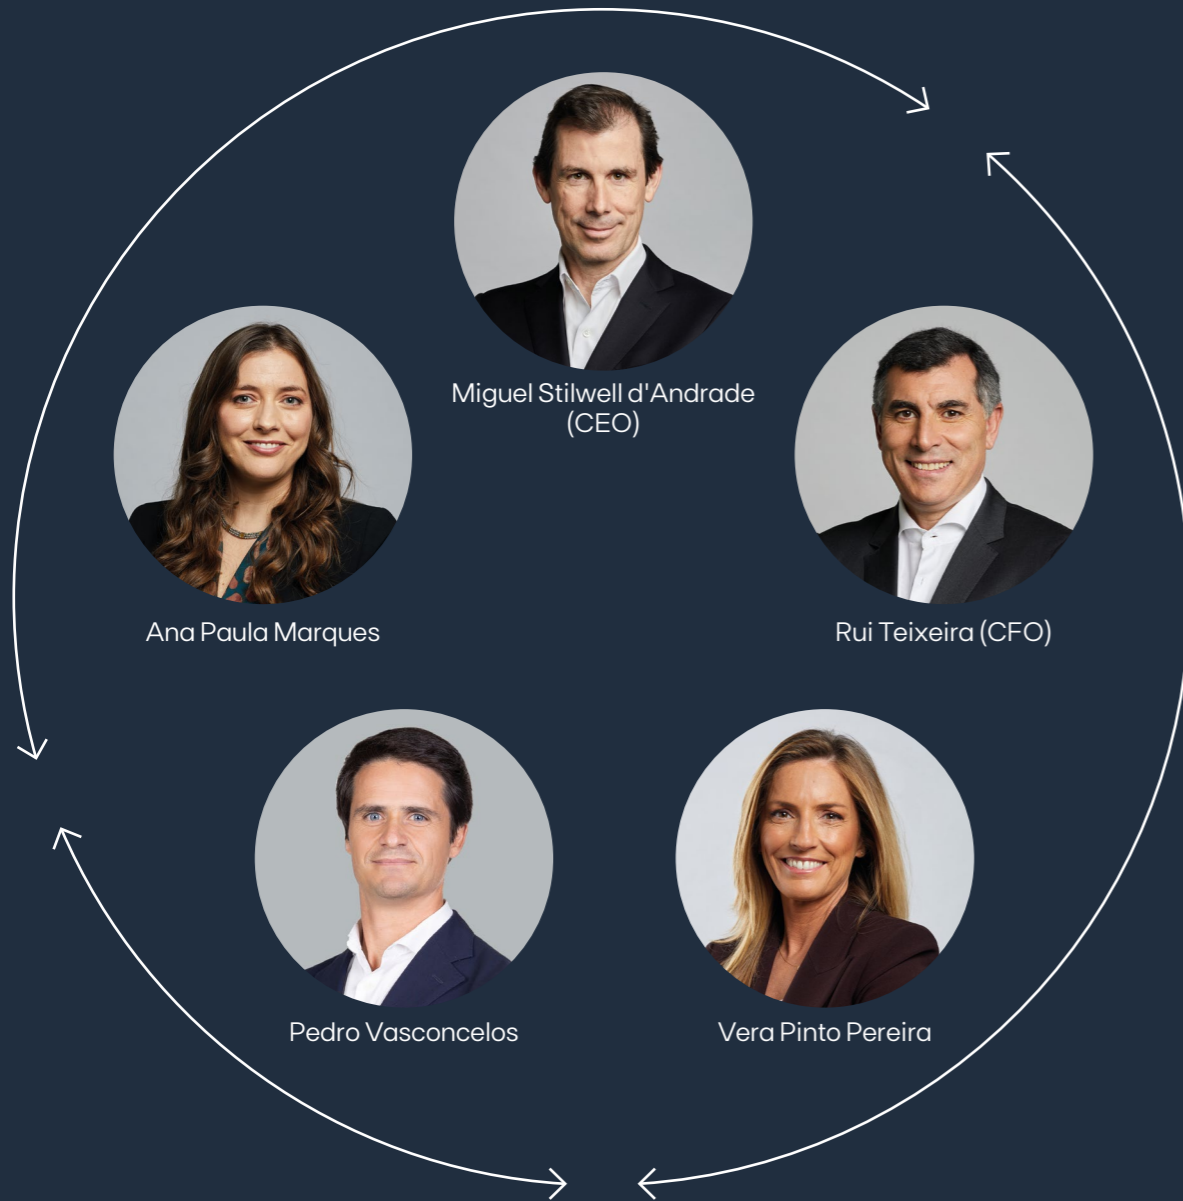 Miguel Stilwell d'Andrade
(CEO)
Ana Paula Marques
Rui Teixeira (CFO)
Pedro Vasconcelos
Vera Pinto Pereira